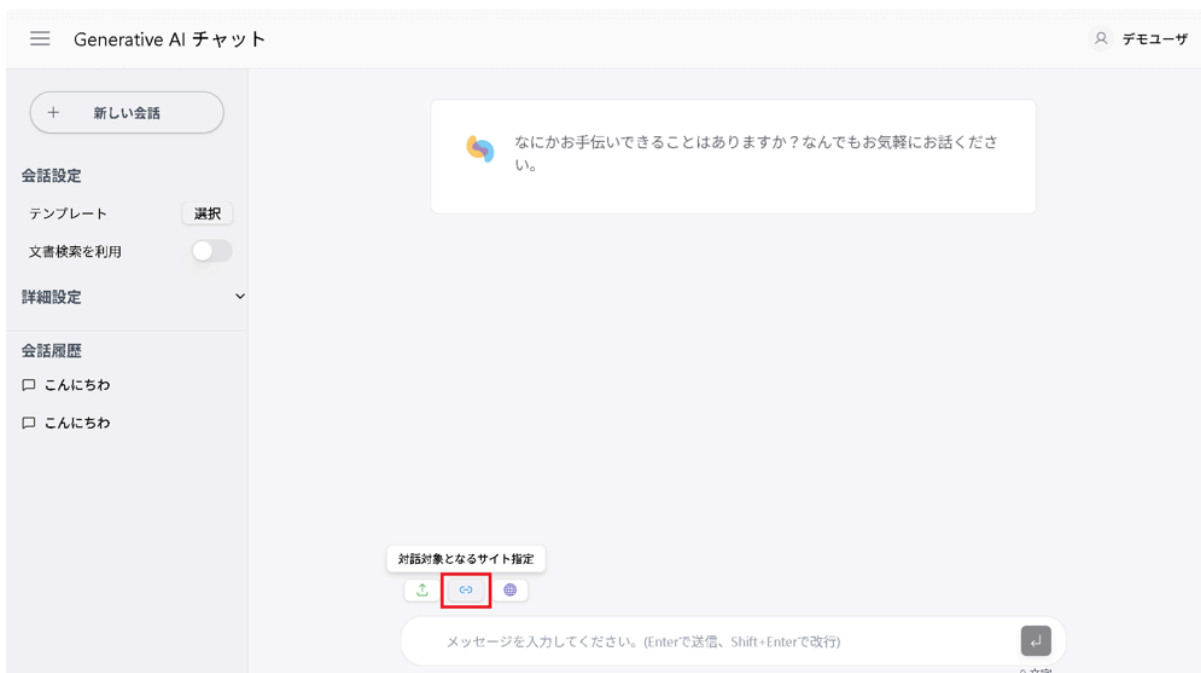 Generative AI チャット
デモユーザ
新しい会話
会話設定
テンプレート
選択
文書検索を利用
詳細設定
会話履歴
こんにちわ
こんにちわ
なにかお手伝いできることはありますか？なんでもお気軽にお話くださ
い。
対話対象となるサイト指定
メッセージを入力してください。(Enterで送信、Shift+Enterで改行)